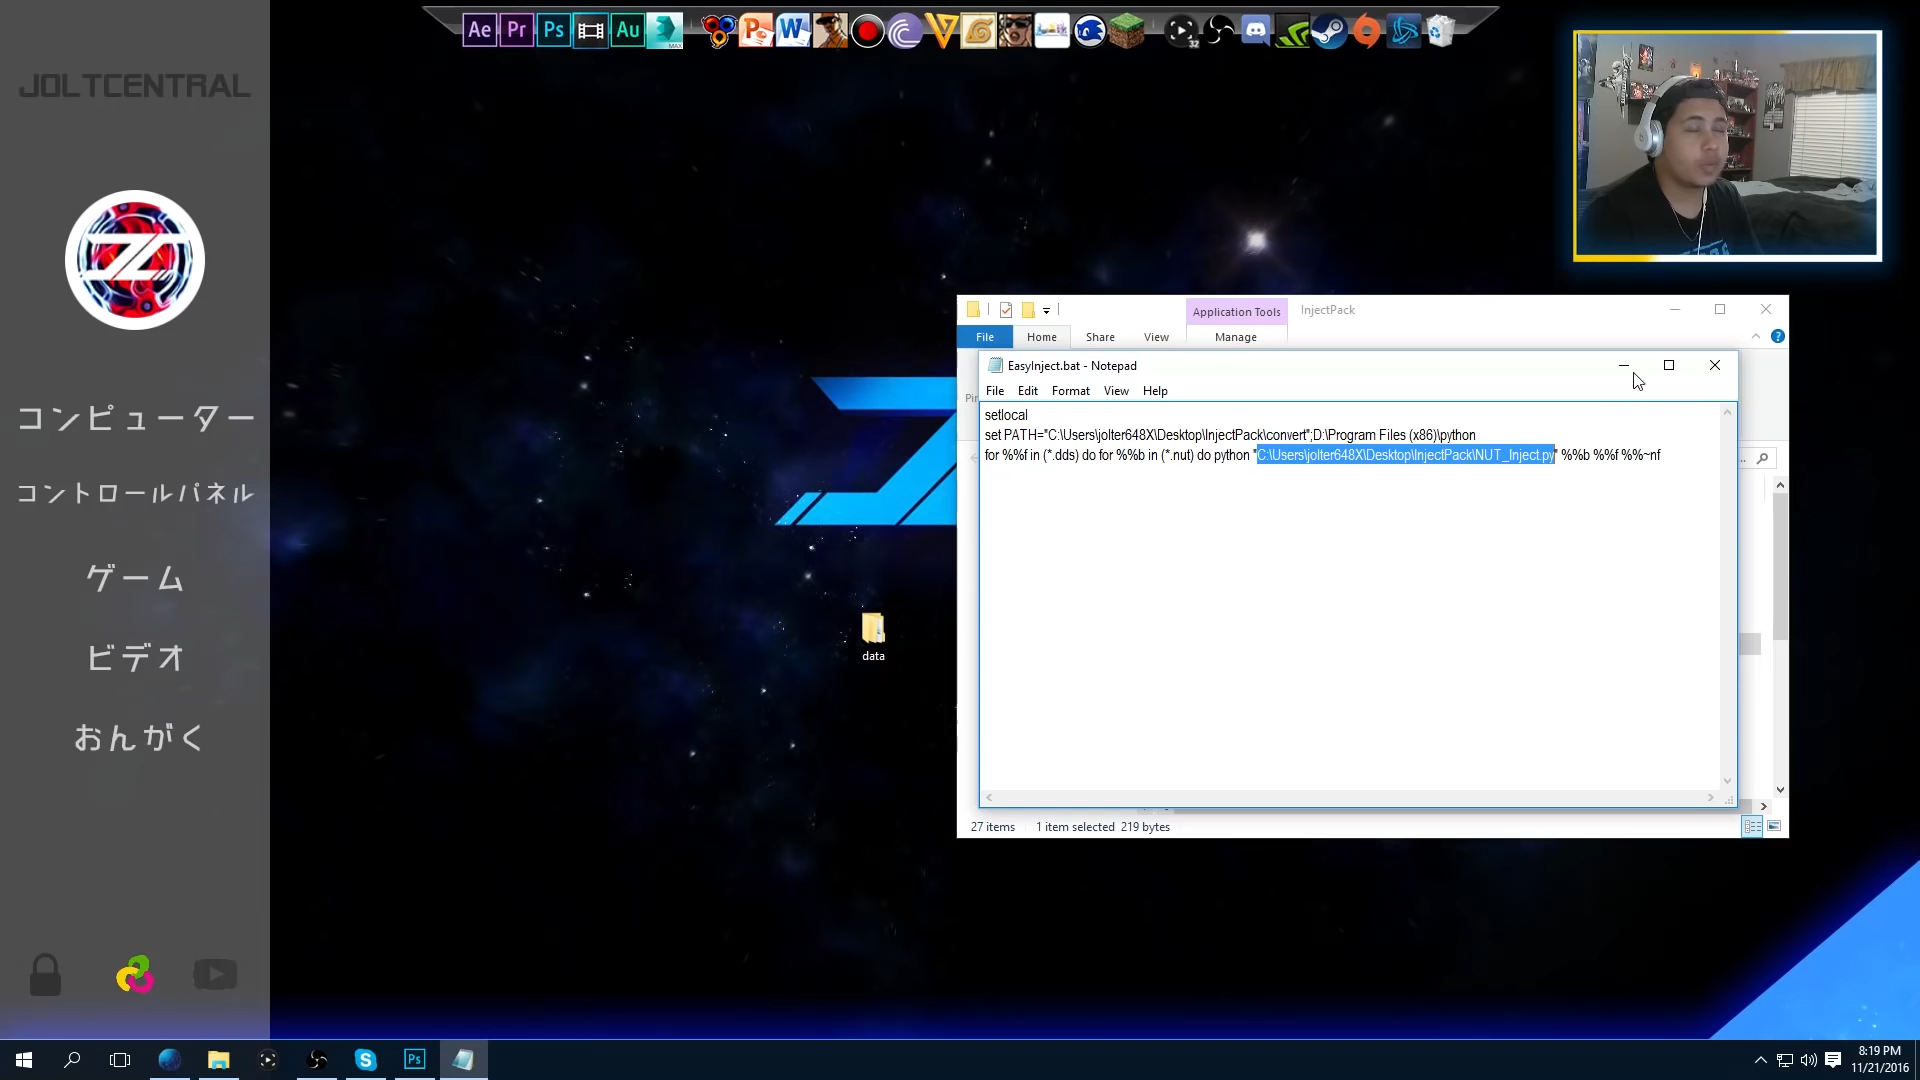 JOLTCENTRAL
コンピューター
コントロールパネル
ゲーム
ビデオ
おんがく
Ae Pr Ps Au
MAX
32
data
Application Tools
InjectPack
File Home Share View Manage
EasyInject.bat - Notepad
File Edit Format View Help
setlocal
set PATH="C:\Users\jolter648X\Desktop\InjectPack\convert";D:\Program Files (x86)\python
for %%f in (*.dds) do for %%b in (*.nut) do python "C:\Users\jolter648X\Desktop\InjectPack\NUT_Inject.py" %%b %%f %%~nf
27 items 1 item selected 219 bytes
Ps
8:19 PM
11/21/2016